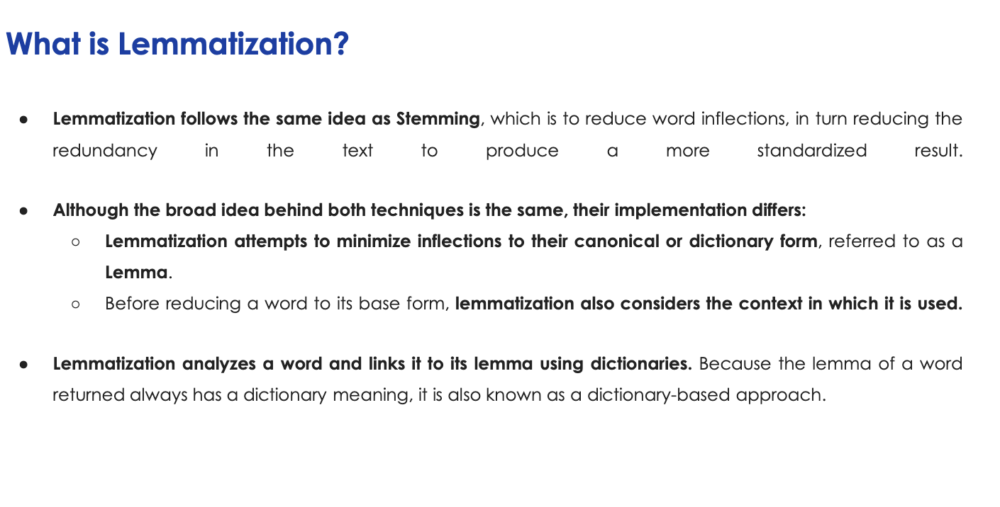 What is Lemmatization?
● Lemmatization follows the same idea as Stemming, which is to reduce word inflections, in turn reducing the
redundancy in the text to produce a more standardized result.
● Although the broad idea behind both techniques is the same, their implementation differs:
○ Lemmatization attempts to minimize inflections to their canonical or dictionary form, referred to as a
Lemma.
○ Before reducing a word to its base form, lemmatization also considers the context in which it is used.
● Lemmatization analyzes a word and links it to its lemma using dictionaries. Because the lemma of a word
returned always has a dictionary meaning, it is also known as a dictionary-based approach.